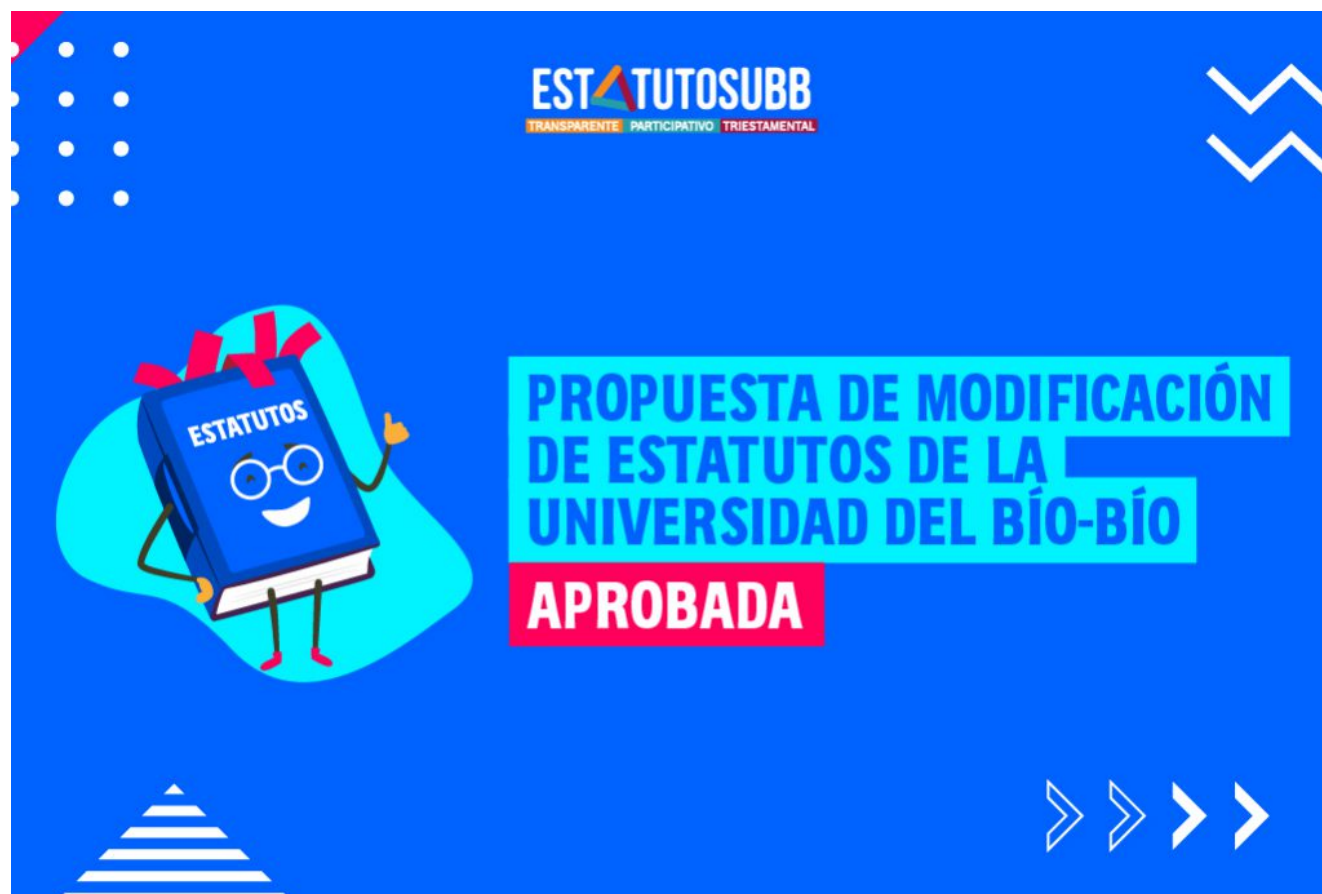 ESTATUTOSUBB
TRANSPARENTE PARTICIPATIVO TRIESTAMENTAL
ESTATUTOS
PROPUESTA DE MODIFICACIÓN
DE ESTATUTOS DE LA
UNIVERSIDAD DEL BÍO-BÍO
APROBADA